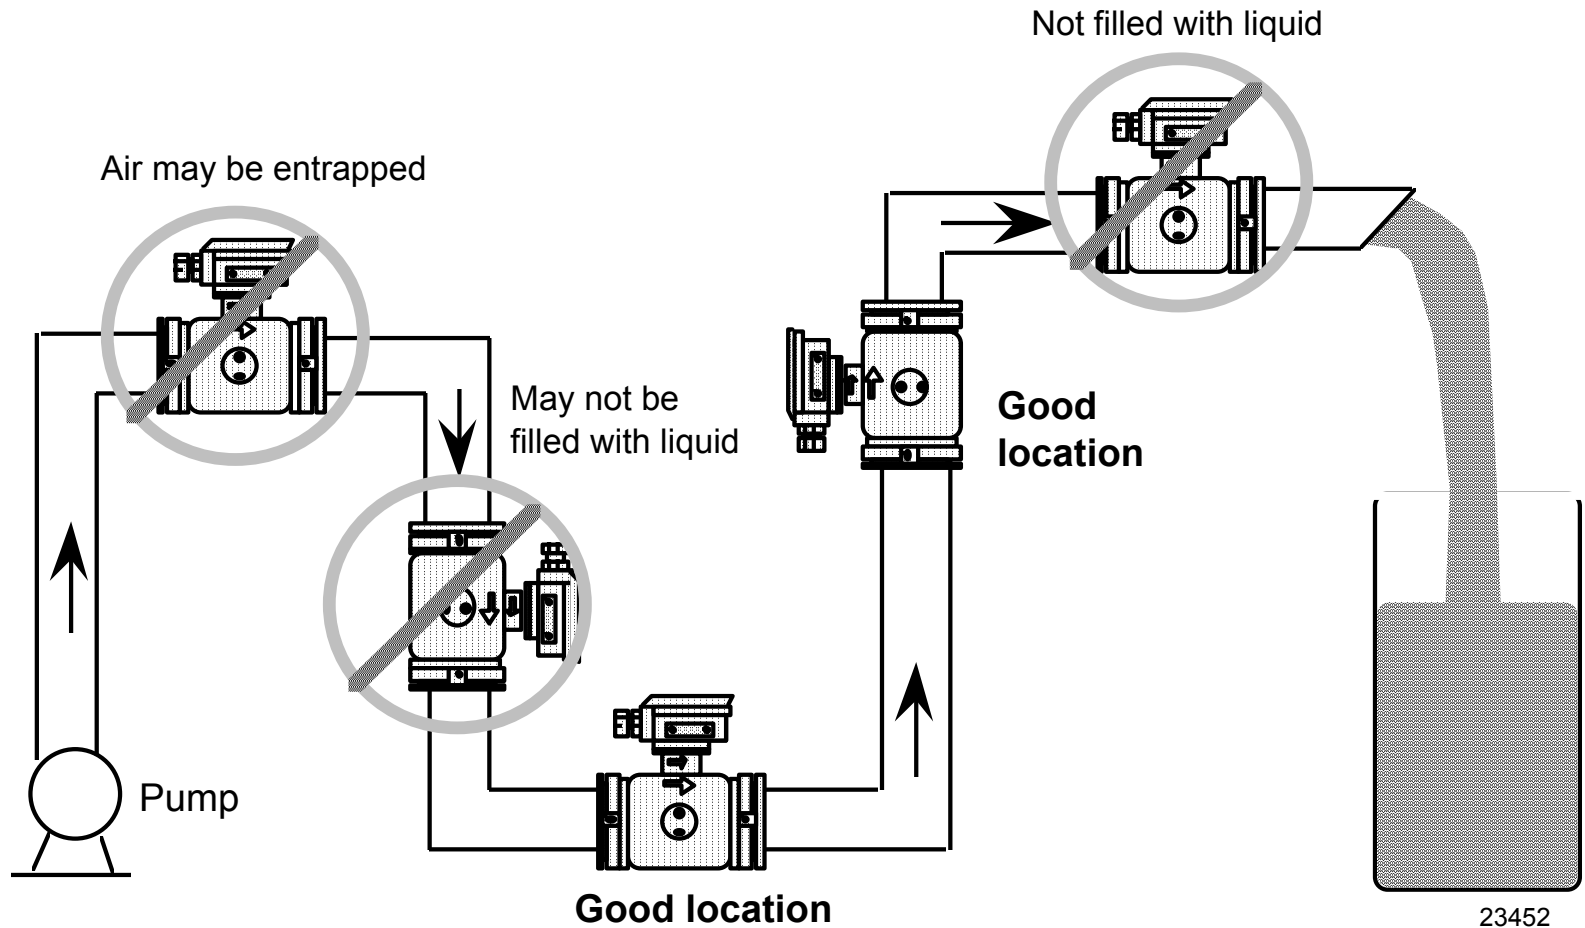 Not filled with liquid
Air may be entrapped
May not be
filled with liquid
Good
location
Pump
Good location
23452